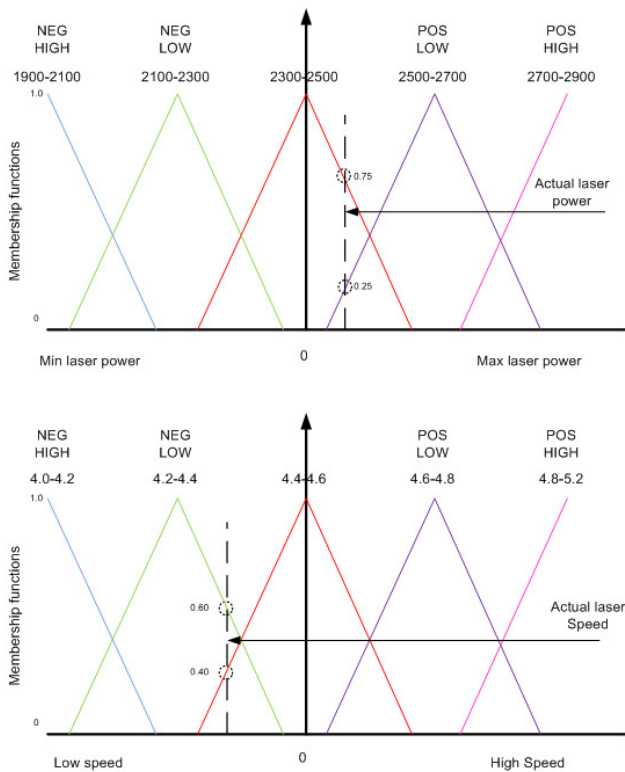 NEG
HIGH
NEG
LOW
POS
LOW
POS
HIGH
1900-2100
2100-2300
2300-2500
2500-2700
2700-2900
1.0
Membership functions
0.75
Actual laser
power
0.25
0
Min laser power
0
Max laser power
NEG
HIGH
NEG
LOW
POS
LOW
POS
HIGH
4.0-4.2
4.2-4.4
4.4-4.6
4.6-4.8
4.8-5.2
1.0
Membership functions
0.60
Actual laser
Speed
0.40
0
Low speed
0
High Speed